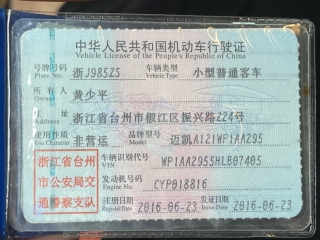 中华人民共和国机动车行驶证
Vehicle License of the People's Republic of China
号牌号码 浙J985ZS 车辆类型 小型普通客车
Plate No. Vehicle Type
所有人 黄少平
Owner
住址 浙江省台州市椒江区振兴路224号
Address
使用性质 非营运 品牌型号 迈凯A121WP1AA295
Use Character Model
浙江省台州
市公安局交
通警察支队
车辆识别代号 WP1AA2955HLB07405
VIN
发动机号码 CYP018816
Engine No.
注册日期 2016-06-23 发证日期 2016-06-23
Register Date Issue Date